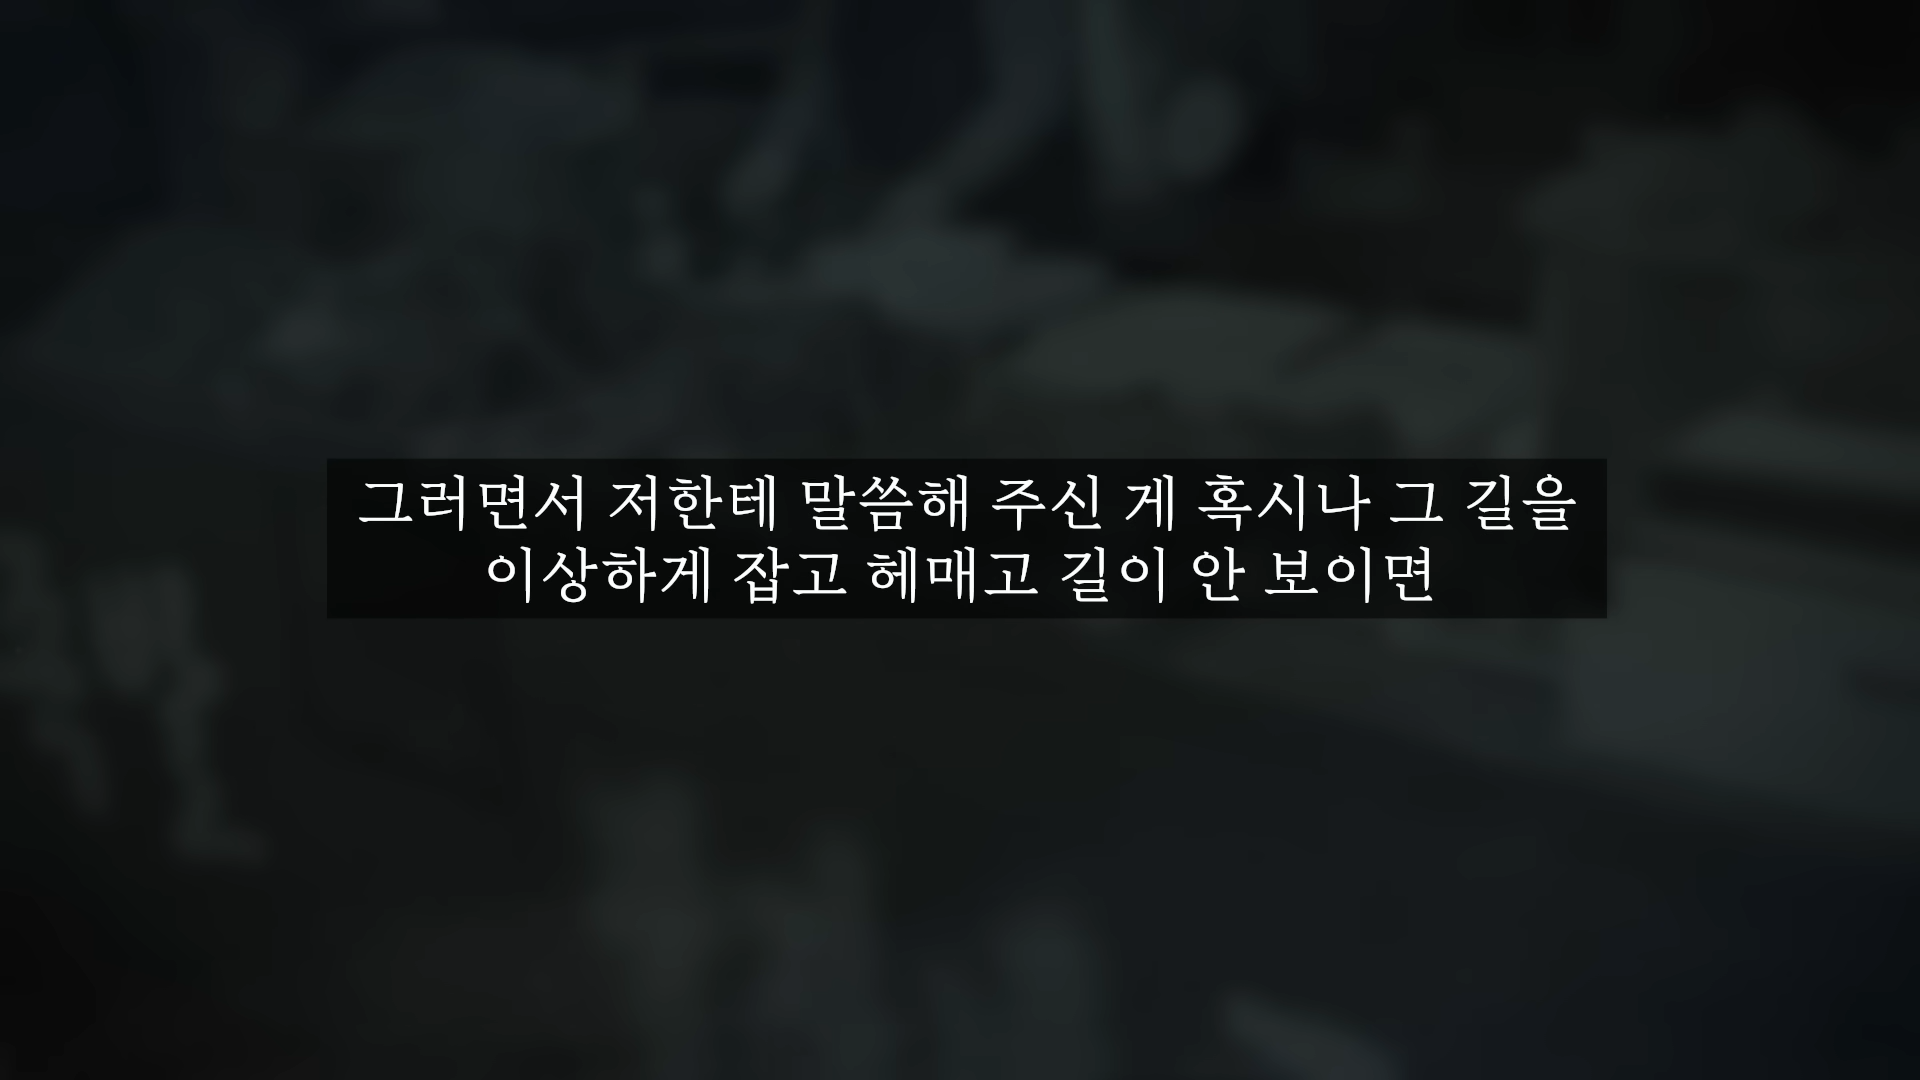 그러면서 저한테 말씀해 주신 게 혹시나 그 길을
이상하게 잡고 헤매고 길이 안 보이면